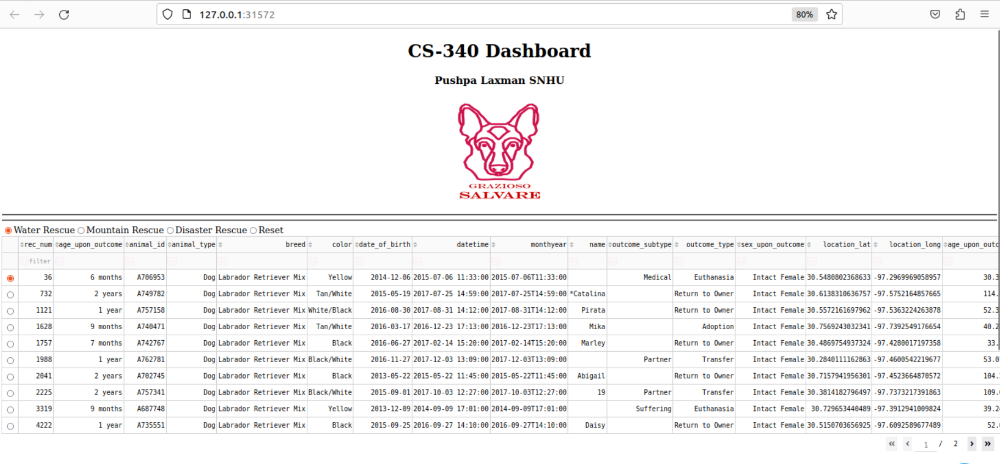 127.0.0.1:31572 80%
CS-340 Dashboard
Pushpa Laxman SNHU
GRAZIOSO
SALVARE
Water Rescue Mountain Rescue Disaster Rescue Reset
rec_num age_upon_outcome animal_id animal_type breed color date_of_birth datetime monthyear name outcome_subtype outcome_type sex_upon_outcome location_lat location_long age_upon_outc
filter
36 6 months A706953 Dog Labrador Retriever Mix Yellow 2014-12-06 2015-07-06 11:33:00 2015-07-06T11:33:00 Medical Euthanasia Intact Female 30.5480802368633 -97.2969969058957 30.3
732 2 years A749782 Dog Labrador Retriever Mix Tan/White 2015-05-19 2017-07-25 14:59:00 2017-07-25T14:59:00 *Catalina Return to Owner Intact Female 30.6138310636757 -97.5752164857665 114.
1121 1 year A757158 Dog Labrador Retriever Mix White/Black 2016-08-30 2017-08-31 14:12:00 2017-08-31T14:12:00 Pirata Return to Owner Intact Female 30.5572161697962 -97.5363224263878 52.3
1628 9 months A740471 Dog Labrador Retriever Mix Tan/White 2016-03-17 2016-12-23 17:13:00 2016-12-23T17:13:00 Mika Adoption Intact Female 30.7569243032341 -97.7392549176654 40.2
1757 7 months A742767 Dog Labrador Retriever Mix Black 2016-06-27 2017-02-14 15:20:00 2017-02-14T15:20:00 Marley Return to Owner Intact Female 30.4869754937324 -97.4280017197358 33.
1988 1 year A762781 Dog Labrador Retriever Mix Black/White 2016-11-27 2017-12-03 13:09:00 2017-12-03T13:09:00 Partner Transfer Intact Female 30.2840111162863 -97.4600542219677 53.0
2041 2 years A702745 Dog Labrador Retriever Mix Black 2013-05-22 2015-05-22 11:45:00 2015-05-22T11:45:00 Abigail Return to Owner Intact Female 30.7157941956301 -97.4523664870572 104.
2225 2 years A757341 Dog Labrador Retriever Mix Black/White 2015-09-01 2017-10-03 12:27:00 2017-10-03T12:27:00 19 Partner Transfer Intact Female 30.3814182796497 -97.7373217391863 109.
3319 9 months A687748 Dog Labrador Retriever Mix Yellow 2013-12-09 2014-09-09 17:01:00 2014-09-09T17:01:00 Suffering Euthanasia Intact Female 30.729653440489 -97.3912941009824 39.2
4222 1 year A735551 Dog Labrador Retriever Mix Black 2015-09-25 2016-09-27 14:10:00 2016-09-27T14:10:00 Daisy Return to Owner Intact Female 30.5150703656925 -97.6092589677489 52.
1 / 2